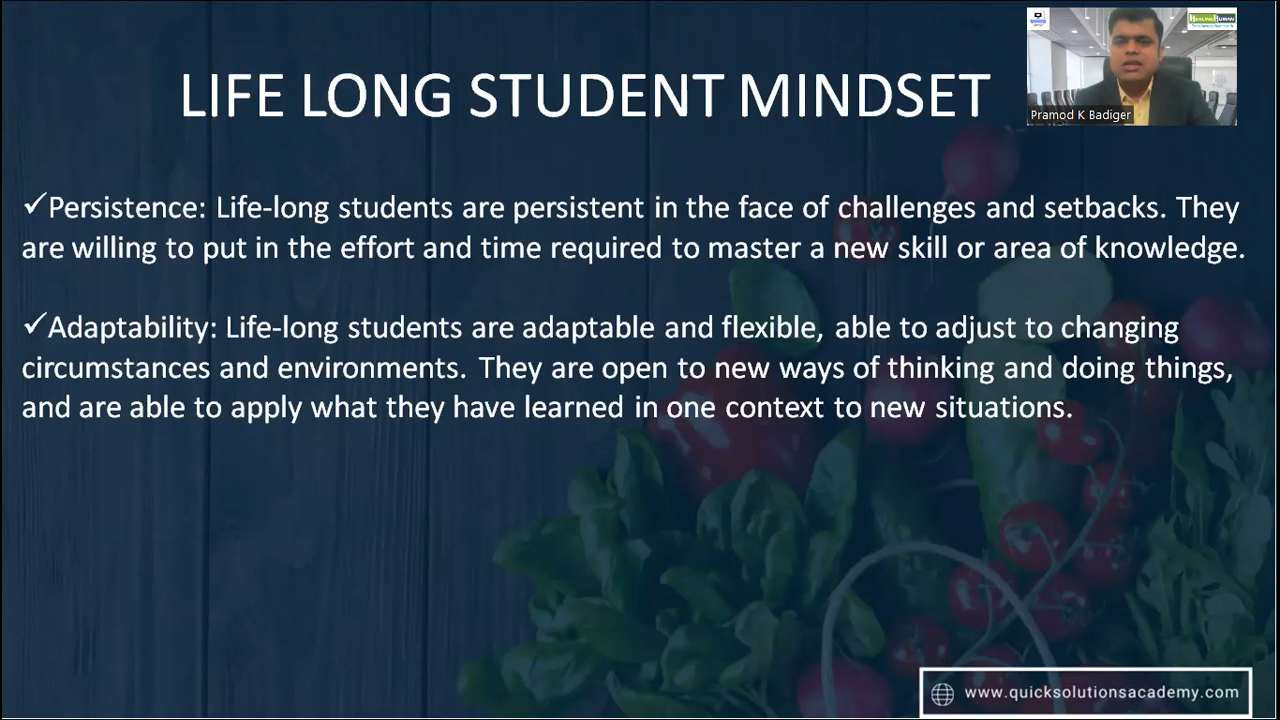 LIFE LONG STUDENT MINDSET
HEALING HUMAN
Pramod K Badiger
✓Persistence: Life-long students are persistent in the face of challenges and setbacks. They
are willing to put in the effort and time required to master a new skill or area of knowledge.
✓Adaptability: Life-long students are adaptable and flexible, able to adjust to changing
circumstances and environments. They are open to new ways of thinking and doing things,
and are able to apply what they have learned in one context to new situations.
www.quicksolutionsacademy.com